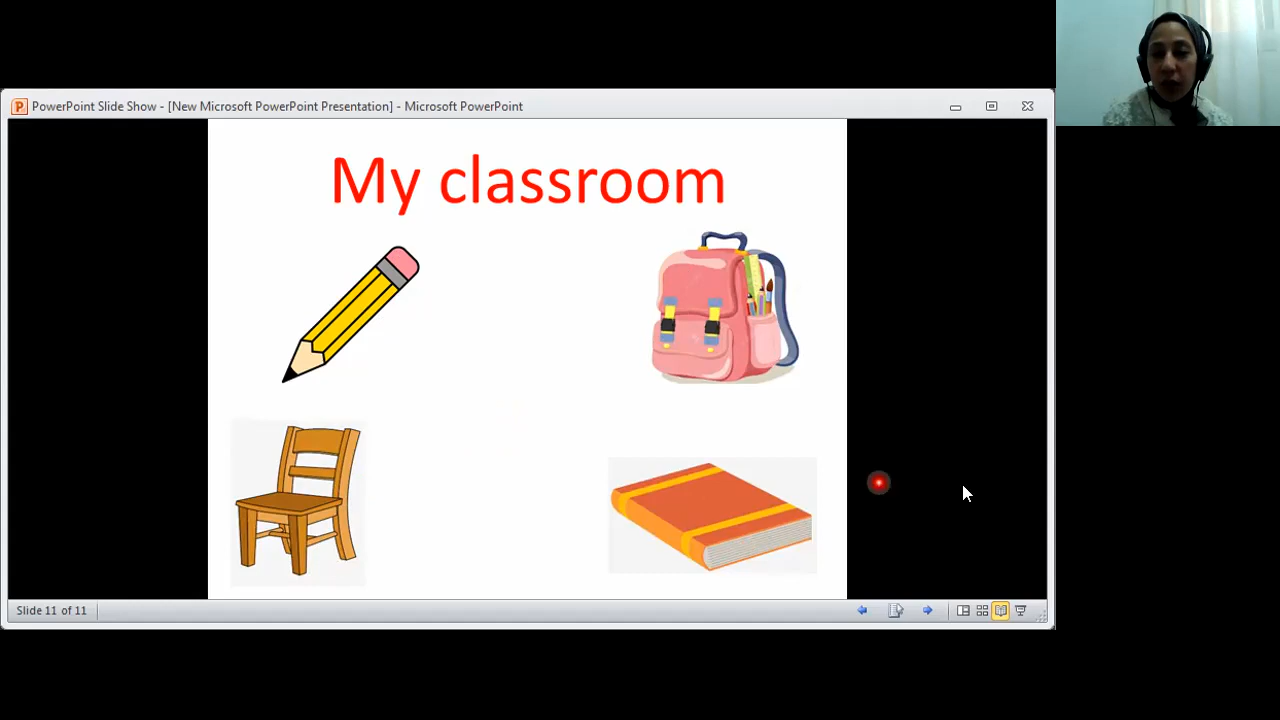 PowerPoint Slide Show - [New Microsoft PowerPoint Presentation] - Microsoft PowerPoint
My classroom
Slide 11 of 11